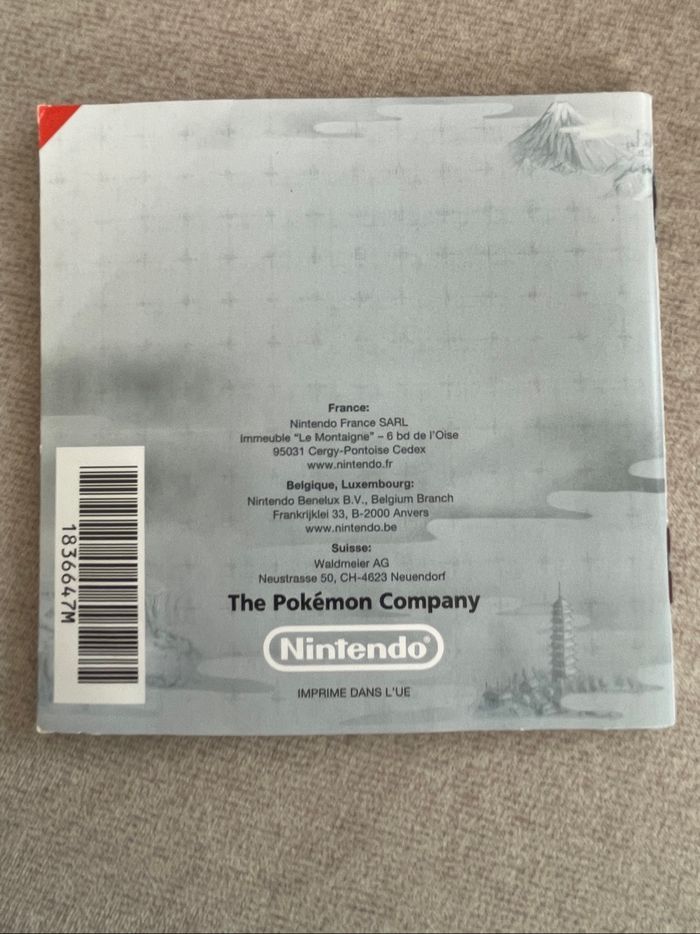 France:
Nintendo France SARL
Immeuble "Le Montaigne" – 6 bd de l'Oise
95031 Cergy-Pontoise Cedex
www.nintendo.fr
Belgique, Luxembourg:
Nintendo Benelux B.V., Belgium Branch
Frankrijklei 33, B-2000 Anvers
www.nintendo.be
Suisse:
Waldmeier AG
Neustrasse 50, CH-4623 Neuendorf
The Pokémon Company
Nintendo®
IMPRIME DANS L'UE
1836647M